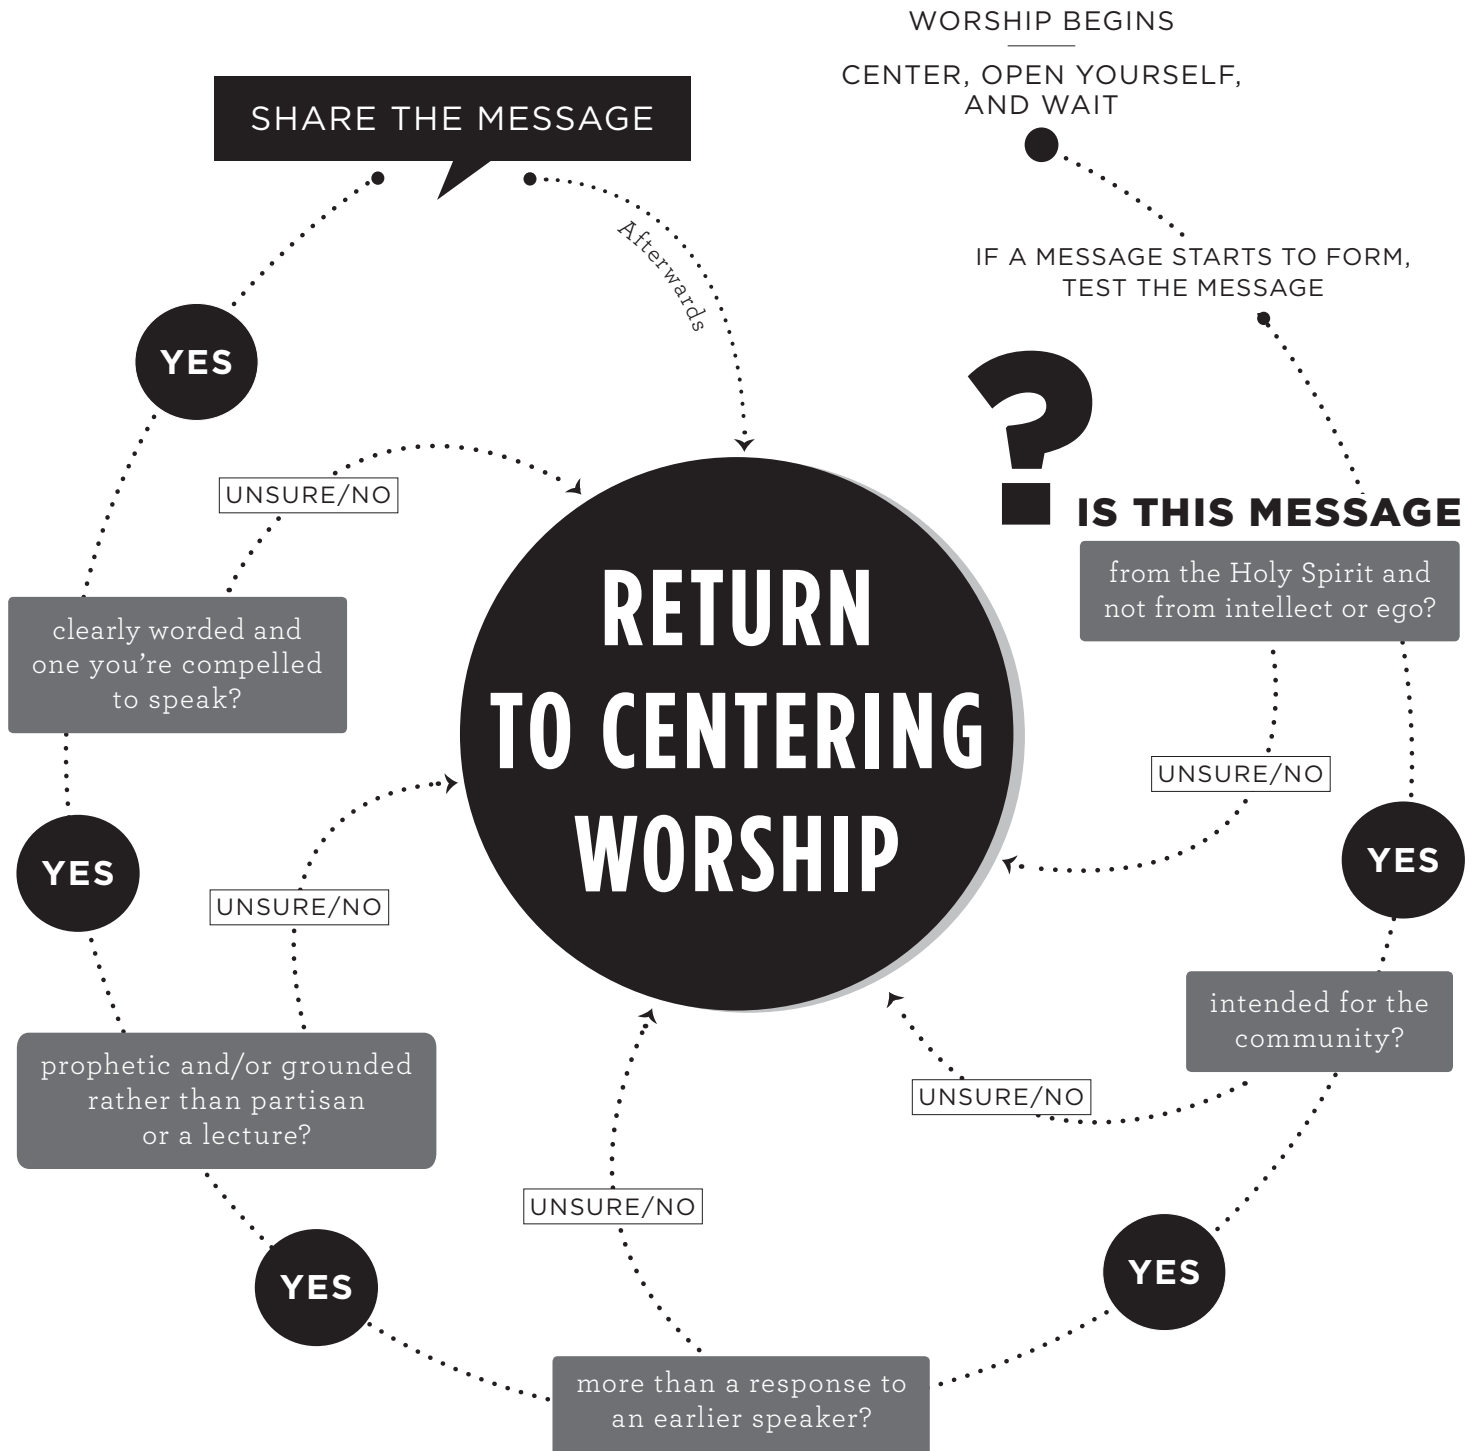 WORSHIP BEGINS
CENTER, OPEN YOURSELF,
AND WAIT
IF A MESSAGE STARTS TO FORM,
TEST THE MESSAGE
?
IS THIS MESSAGE
from the Holy Spirit and
not from intellect or ego?
UNSURE/NO
YES
intended for the
community?
UNSURE/NO
YES
more than a response to
an earlier speaker?
UNSURE/NO
YES
prophetic and/or grounded
rather than partisan
or a lecture?
UNSURE/NO
YES
clearly worded and
one you're compelled
to speak?
UNSURE/NO
YES
SHARE THE MESSAGE
Afterwards
RETURN
TO CENTERING
WORSHIP